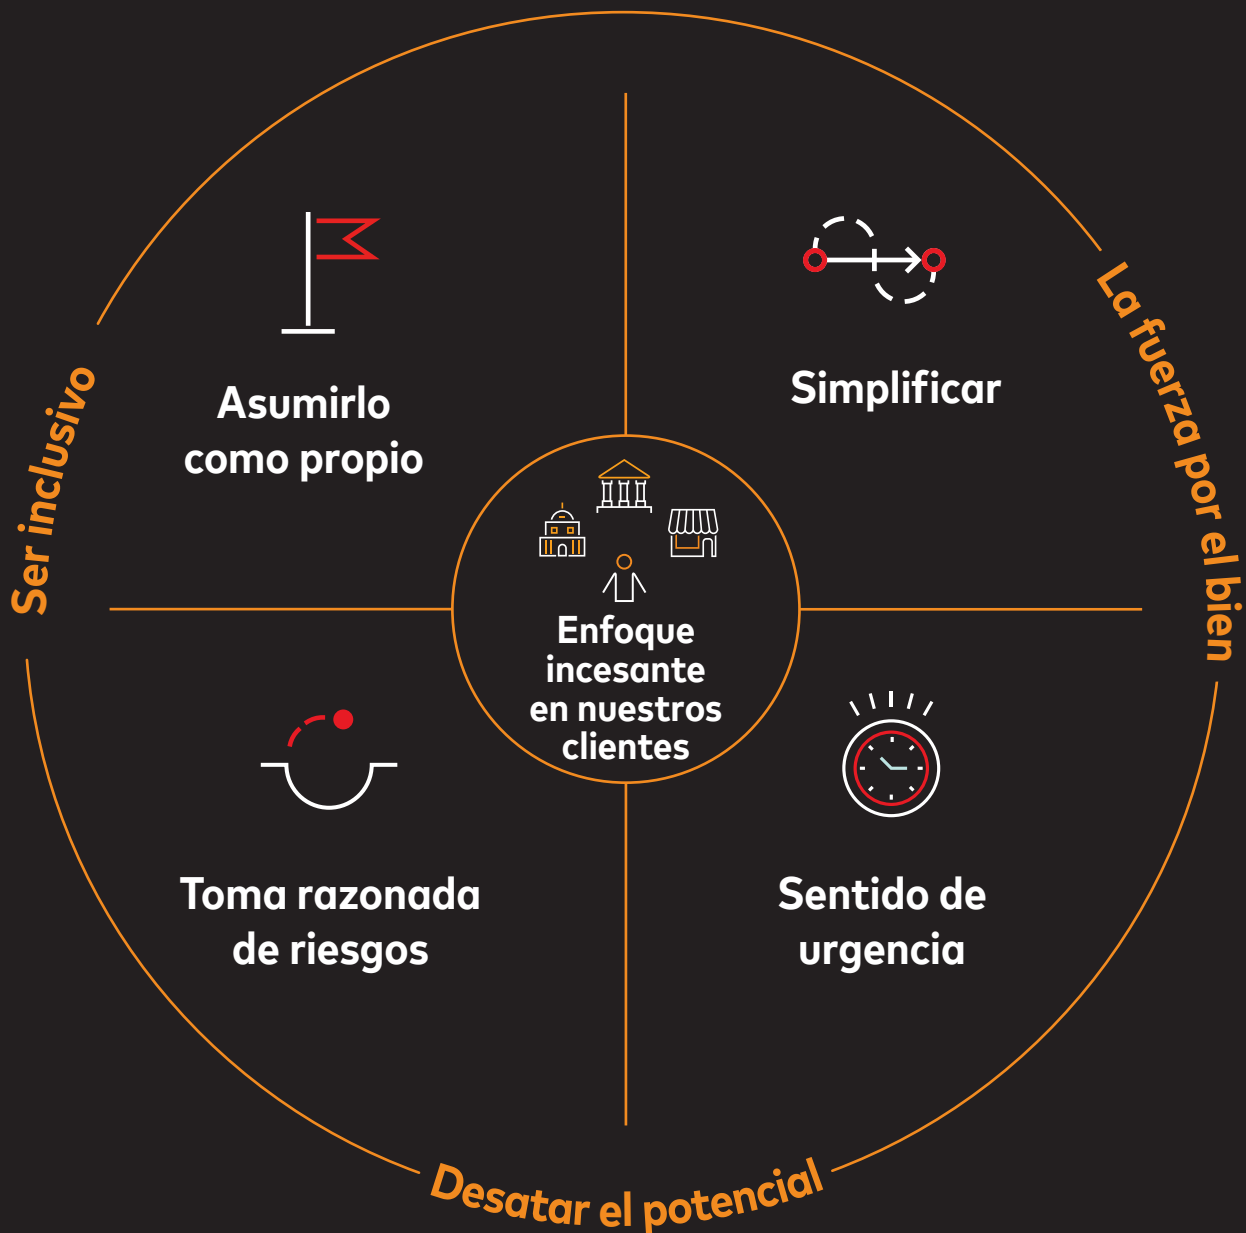 Asumirlo
como propio
Simplificar
Ser inclusivo
La fuerza por el bien
Enfoque
incesante
en nuestros
clientes
Toma razonada
de riesgos
Sentido de
urgencia
Desatar el potencial